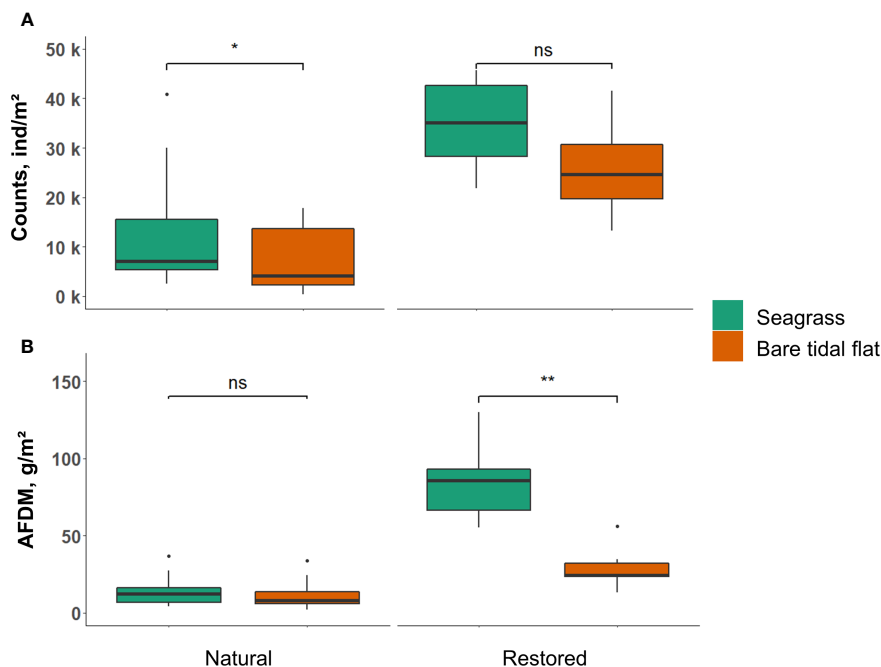 A
Counts, ind/m²
50 k
40 k
30 k
20 k
10 k
0 k
*
ns
Seagrass
Bare tidal flat
B
AFDM, g/m²
150
100
50
0
ns
**
Natural
Restored